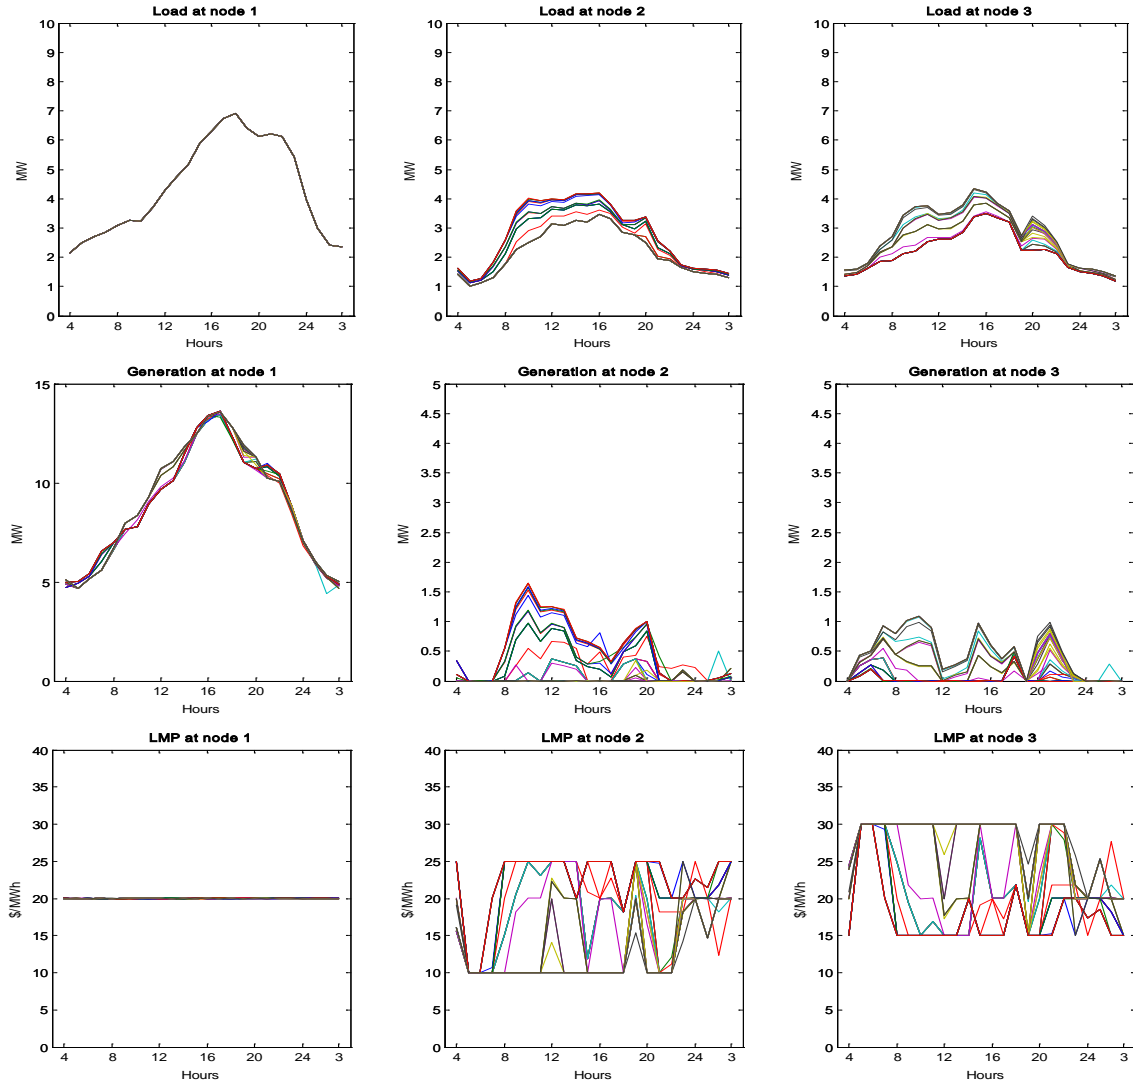 Load at node 1
10
9
8
7
6
5
4
3
2
1
0
MW
4 8 12 16 20 24 3
Hours
Load at node 2
10
9
8
7
6
5
4
3
2
1
0
MW
4 8 12 16 20 24 3
Hours
Load at node 3
10
9
8
7
6
5
4
3
2
1
0
MW
4 8 12 16 20 24 3
Hours
Generation at node 1
15
10
5
0
MW
4 8 12 16 20 24 3
Hours
Generation at node 2
5
4.5
4
3.5
3
2.5
2
1.5
1
0.5
0
MW
4 8 12 16 20 24 3
Hours
Generation at node 3
5
4.5
4
3.5
3
2.5
2
1.5
1
0.5
0
MW
4 8 12 16 20 24 3
Hours
LMP at node 1
40
35
30
25
20
15
10
5
0
$/MWh
4 8 12 16 20 24 3
Hours
LMP at node 2
40
35
30
25
20
15
10
5
0
$/MWh
4 8 12 16 20 24 3
Hours
LMP at node 3
40
35
30
25
20
15
10
5
0
$/MWh
4 8 12 16 20 24 3
Hours